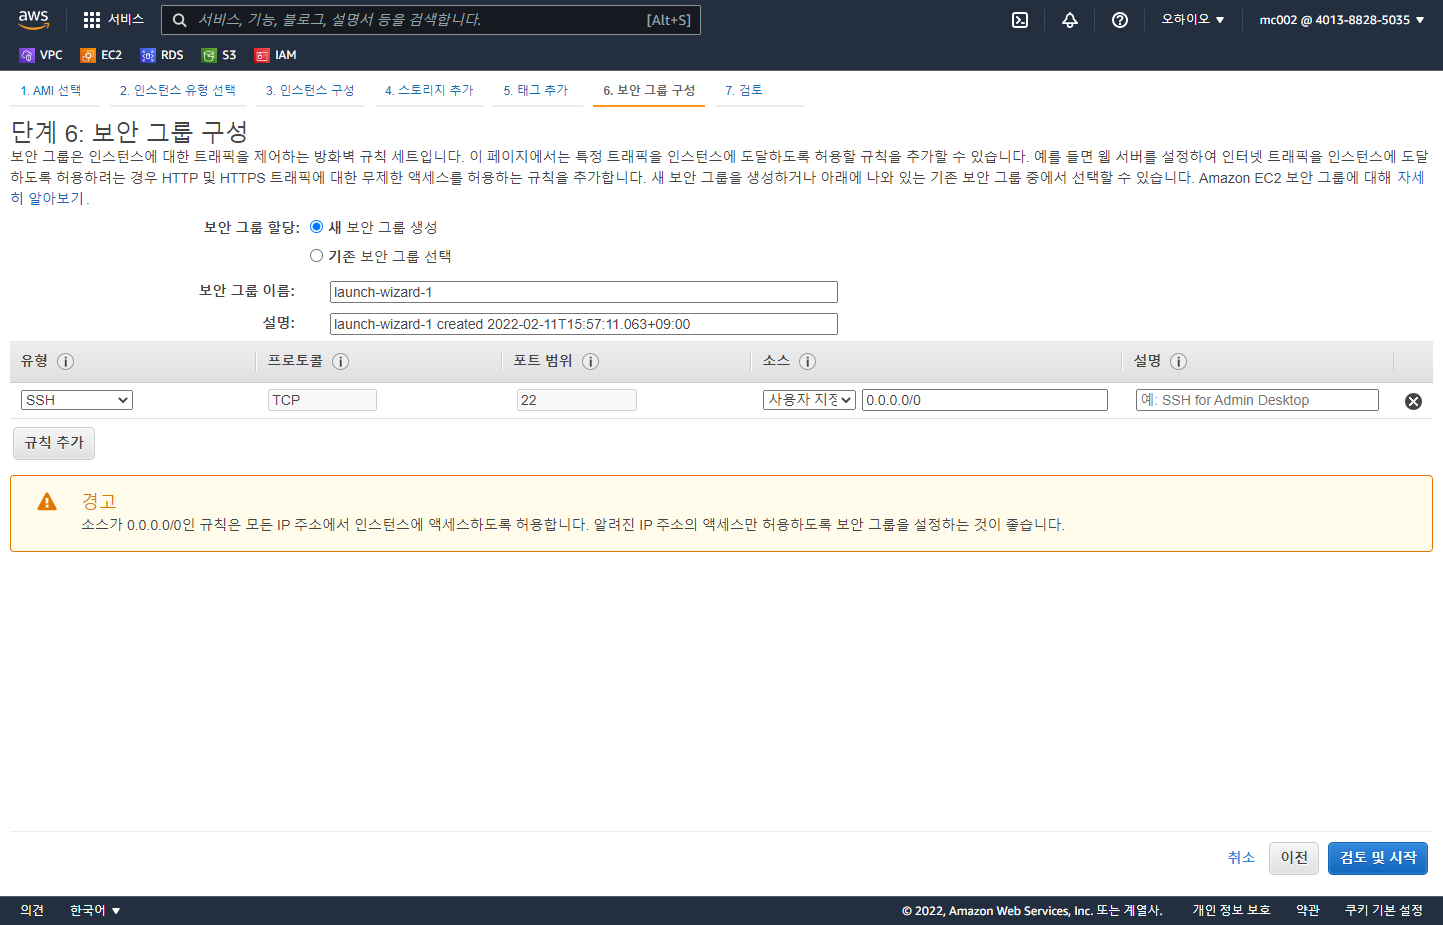 aws 서비스 서비스, 기능, 블로그, 설명서 등을 검색합니다. [Alt+S] 오하이오 ▼ mc002 @ 4013-8828-5035 ▼
VPC EC2 RDS S3 IAM
1. AMI 선택 2. 인스턴스 유형 선택 3. 인스턴스 구성 4. 스토리지 추가 5. 태그 추가 6. 보안 그룹 구성 7. 검토
단계 6: 보안 그룹 구성
보안 그룹은 인스턴스에 대한 트래픽을 제어하는 방화벽 규칙 세트입니다. 이 페이지에서는 특정 트래픽을 인스턴스에 도달하도록 허용할 규칙을 추가할 수 있습니다. 예를 들면 웹 서버를 설정하여 인터넷 트래픽을 인스턴스에 도달
하도록 허용하려는 경우 HTTP 및 HTTPS 트래픽에 대한 무제한 액세스를 허용하는 규칙을 추가합니다. 새 보안 그룹을 생성하거나 아래에 나와 있는 기존 보안 그룹 중에서 선택할 수 있습니다. Amazon EC2 보안 그룹에 대해 자세
히 알아보기.
보안 그룹 할당: 새 보안 그룹 생성
기존 보안 그룹 선택
보안 그룹 이름: launch-wizard-1
설명: launch-wizard-1 created 2022-02-11T15:57:11.063+09:00
유형 프로토콜 포트 범위 소스 설명
SSH TCP 22 사용자 지정 0.0.0.0/0 예: SSH for Admin Desktop
규칙 추가
경고
소스가 0.0.0.0/0인 규칙은 모든 IP 주소에서 인스턴스에 액세스하도록 허용합니다. 알려진 IP 주소의 액세스만 허용하도록 보안 그룹을 설정하는 것이 좋습니다.
취소 이전 검토 및 시작
의견 한국어 ▼ © 2022, Amazon Web Services, Inc. 또는 계열사. 개인 정보 보호 약관 쿠키 기본 설정